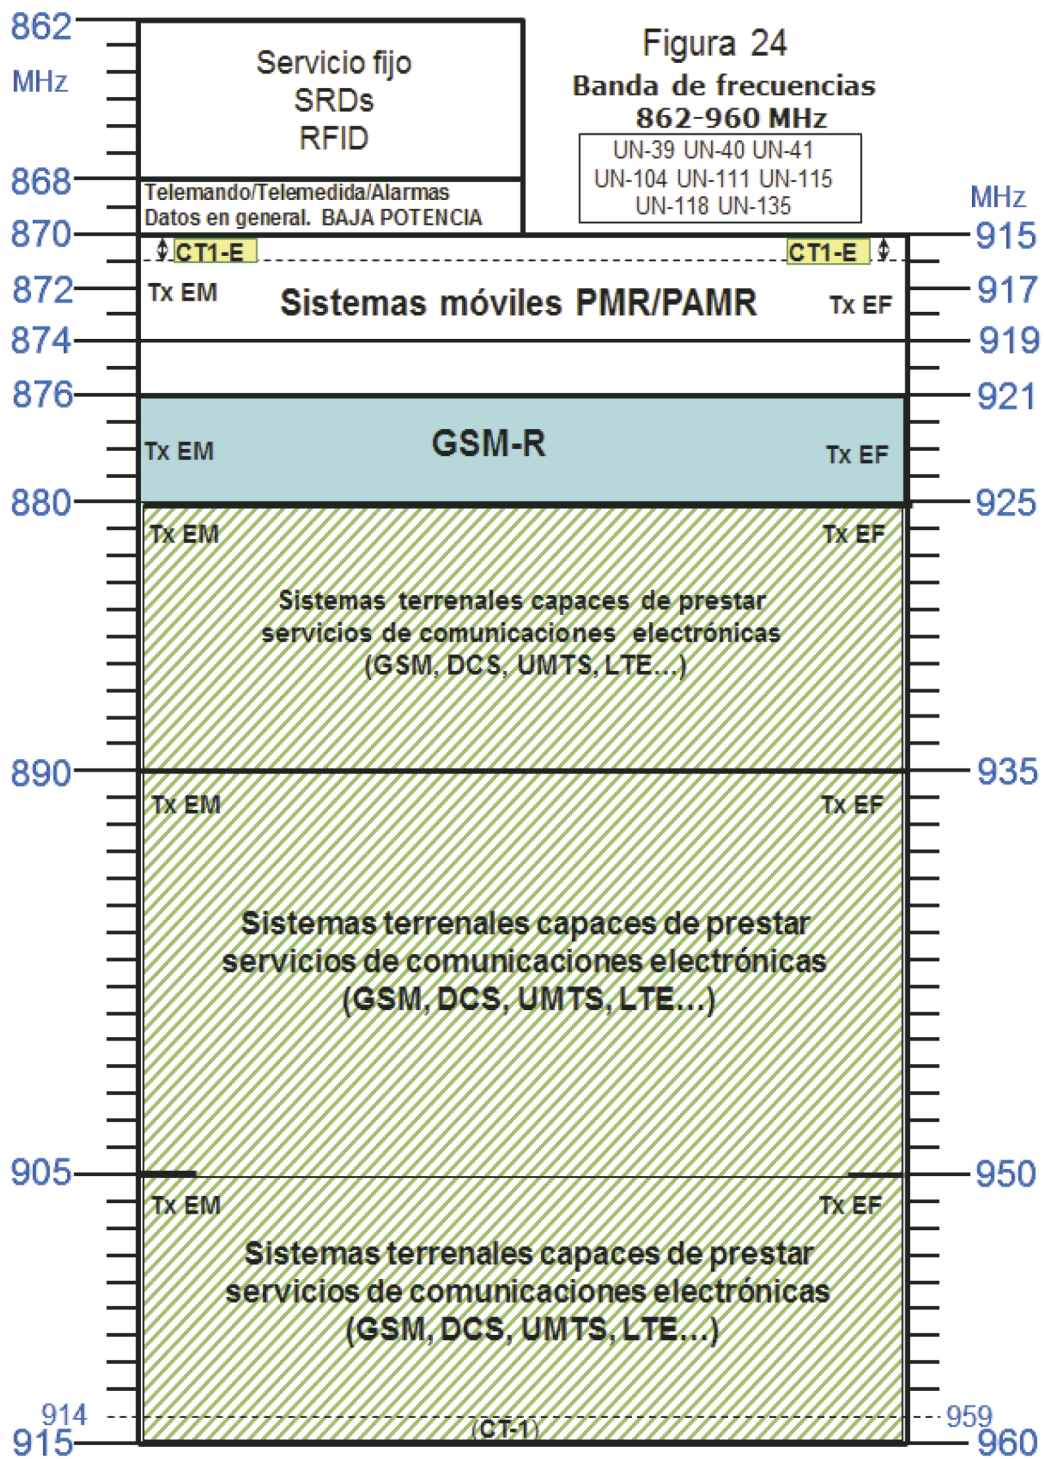 862
MHz
Servicio fijo
SRDs
RFID
Figura 24
Banda de frecuencias
862-960 MHz
UN-39 UN-40 UN-41
UN-104 UN-111 UN-115
UN-118 UN-135
868
Telemando/Telemedida/Alarmas
Datos en general. BAJA POTENCIA
MHz
870
915
CT1-E
CT1-E
872
Tx EM
Sistemas móviles PMR/PAMR
Tx EF
917
874
919
876
921
Tx EM
GSM-R
Tx EF
880
925
Tx EM
Tx EF
Sistemas terrenales capaces de prestar
servicios de comunicaciones electrónicas
(GSM, DCS, UMTS, LTE...)
890
935
Tx EM
Tx EF
Sistemas terrenales capaces de prestar
servicios de comunicaciones electrónicas
(GSM, DCS, UMTS, LTE...)
905
950
Tx EM
Tx EF
Sistemas terrenales capaces de prestar
servicios de comunicaciones electrónicas
(GSM, DCS, UMTS, LTE...)
914
959
(CT-1)
915
960